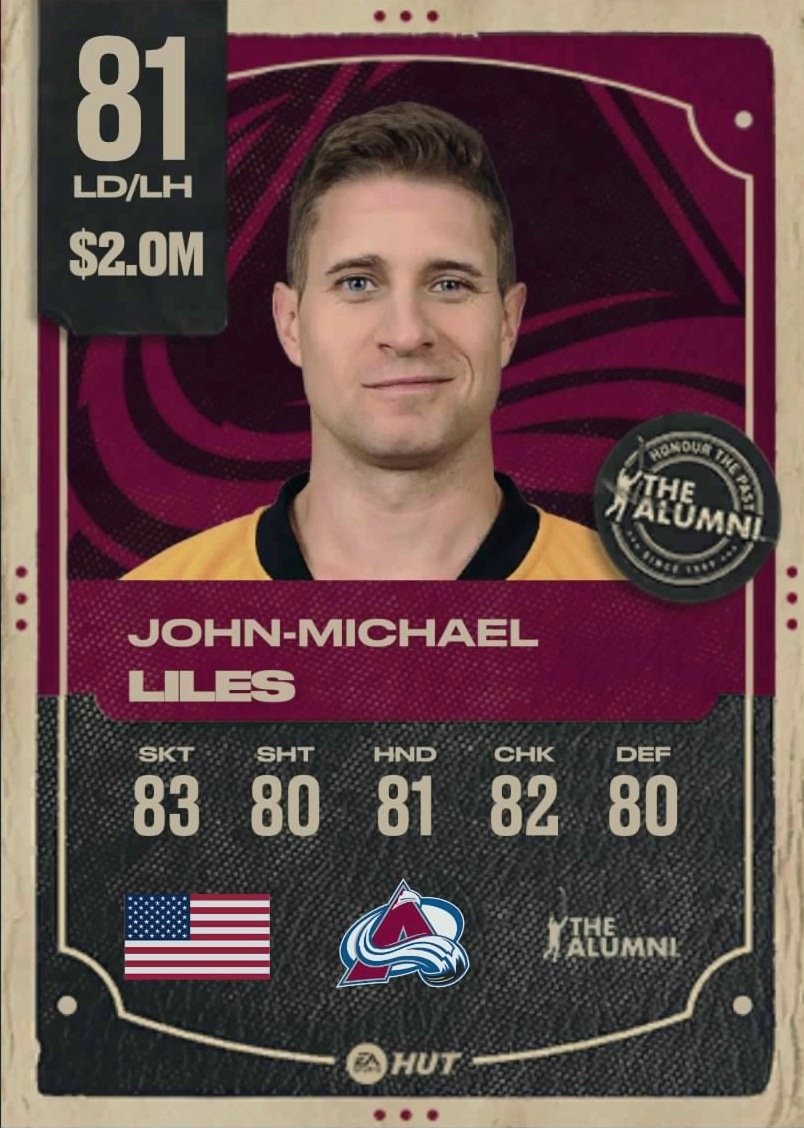 81
LD/LH
$2.0M
HONOUR THE PAST
THE
ALUMNI
JOHN-MICHAEL
LILES
SKT SHT HND CHK DEF
83 80 81 82 80
A
THE
ALUMNI
EA
HUT